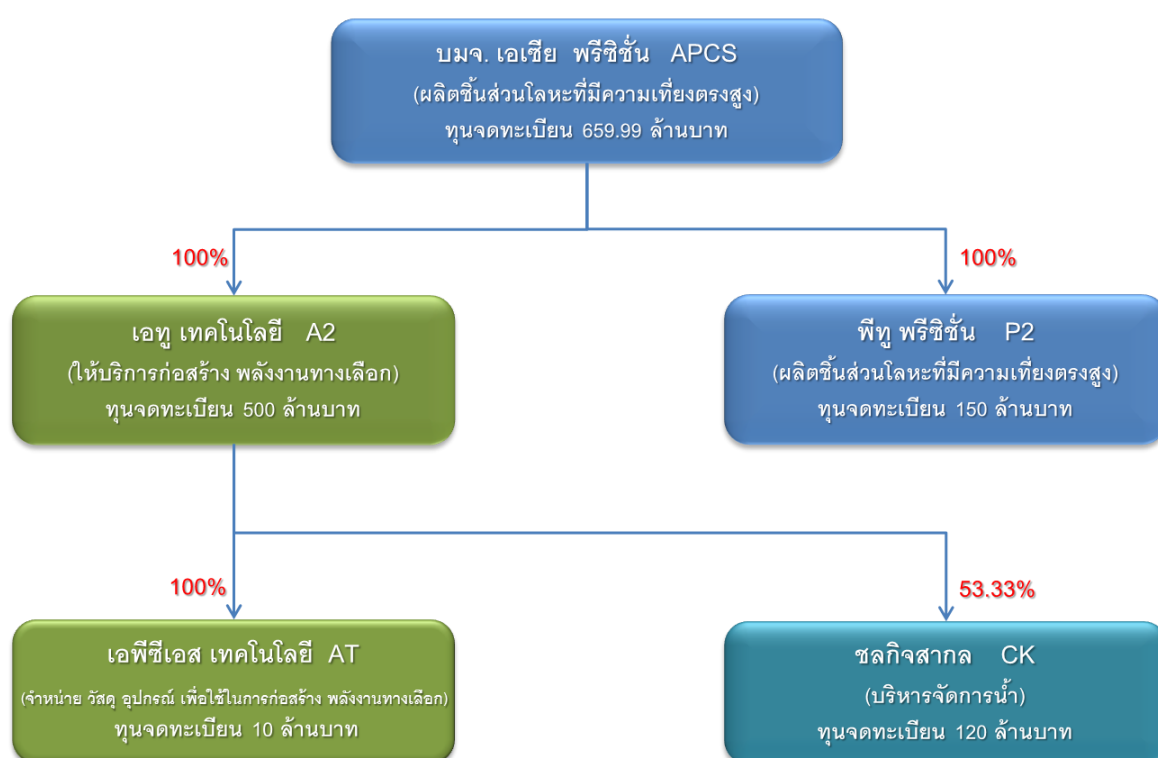 บมจ. เอเซีย พรีซิชั่น APCS
(ผลิตชิ้นส่วนโลหะที่มีความเที่ยงตรงสูง)
ทุนจดทะเบียน 659.99 ล้านบาท
100%
100%
เอทู เทคโนโลยี A2
(ให้บริการก่อสร้าง พลังงานทางเลือก)
ทุนจดทะเบียน 500 ล้านบาท
พีทู พรีซิชั่น P2
(ผลิตชิ้นส่วนโลหะที่มีความเที่ยงตรงสูง)
ทุนจดทะเบียน 150 ล้านบาท
100%
53.33%
เอพีซีเอส เทคโนโลยี AT
(จำหน่าย วัสดุ อุปกรณ์ เพื่อใช้ในการก่อสร้าง พลังงานทางเลือก)
ทุนจดทะเบียน 10 ล้านบาท
ชลกิจสากล CK
(บริหารจัดการน้ำ)
ทุนจดทะเบียน 120 ล้านบาท